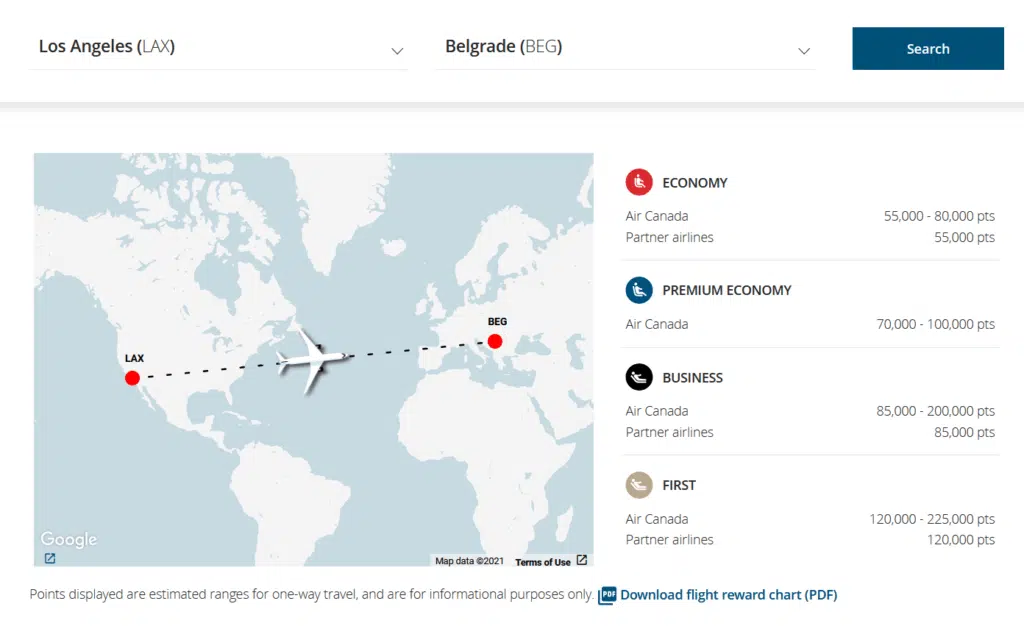 Los Angeles (LAX)
Belgrade (BEG)
Search
BEG
LAX
Google
Map data ©2021
Terms of Use
ECONOMY
Air Canada 55,000 - 80,000 pts
Partner airlines 55,000 pts
PREMIUM ECONOMY
Air Canada 70,000 - 100,000 pts
BUSINESS
Air Canada 85,000 - 200,000 pts
Partner airlines 85,000 pts
FIRST
Air Canada 120,000 - 225,000 pts
Partner airlines 120,000 pts
Points displayed are estimated ranges for one-way travel, and are for informational purposes only. PDF Download flight reward chart (PDF)